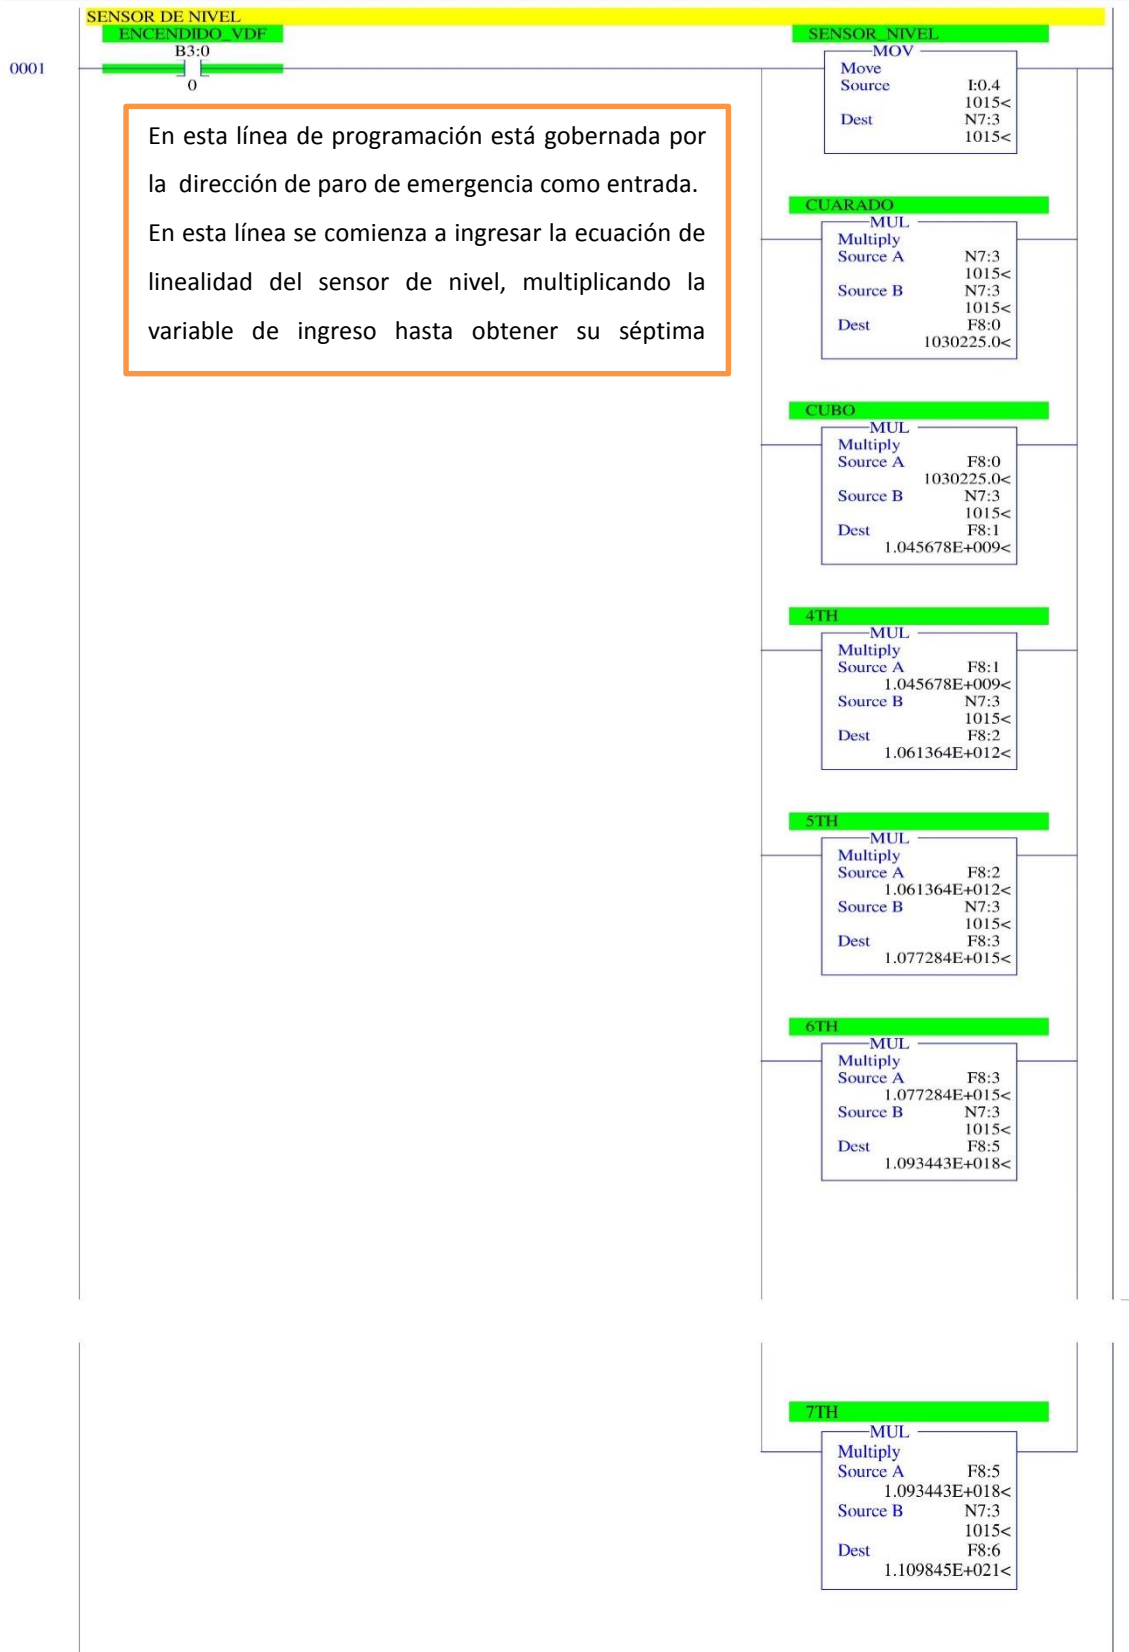 SENSOR DE NIVEL
ENCENDIDO_VDF
B3:0
0001
0
En esta línea de programación está gobernada por
la dirección de paro de emergencia como entrada.
En esta línea se comienza a ingresar la ecuación de
linealidad del sensor de nivel, multiplicando la
variable de ingreso hasta obtener su séptima
SENSOR_NIVEL
MOV
Move
Source I:0.4
1015<
Dest N7:3
1015<
CUARADO
MUL
Multiply
Source A N7:3
1015<
Source B N7:3
1015<
Dest F8:0
1030225.0<
CUBO
MUL
Multiply
Source A F8:0
1030225.0<
Source B N7:3
1015<
Dest F8:1
1.045678E+009<
4TH
MUL
Multiply
Source A F8:1
1.045678E+009<
Source B N7:3
1015<
Dest F8:2
1.061364E+012<
5TH
MUL
Multiply
Source A F8:2
1.061364E+012<
Source B N7:3
1015<
Dest F8:3
1.077284E+015<
6TH
MUL
Multiply
Source A F8:3
1.077284E+015<
Source B N7:3
1015<
Dest F8:5
1.093443E+018<
7TH
MUL
Multiply
Source A F8:5
1.093443E+018<
Source B N7:3
1015<
Dest F8:6
1.109845E+021<